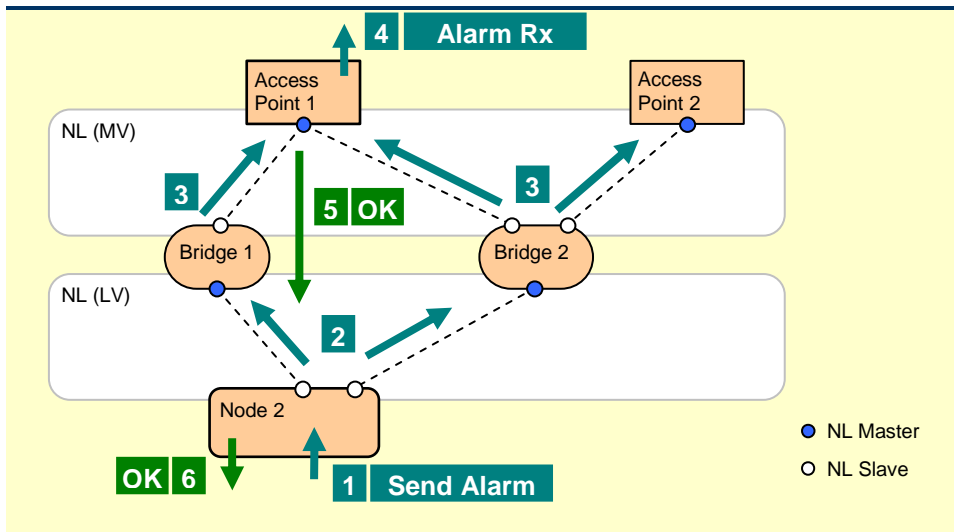 4 Alarm Rx
Access
Point 1
Access
Point 2
NL (MV)
3
3
5 OK
Bridge 1
Bridge 2
NL (LV)
2
Node 2
NL Master
NL Slave
OK 6
1 Send Alarm